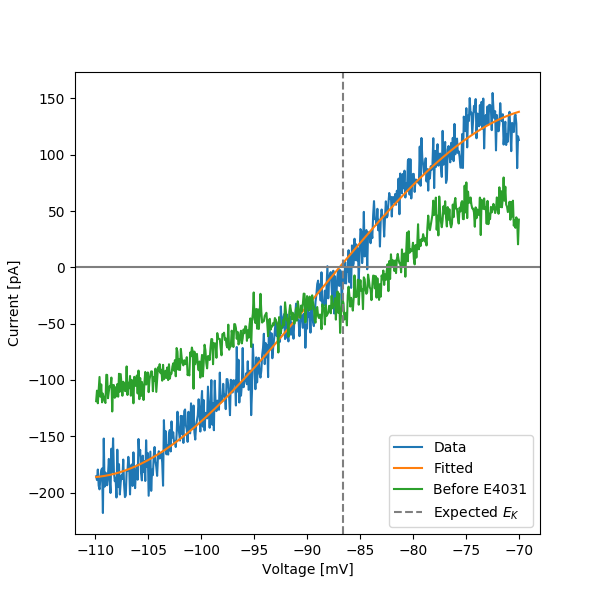 150
100
50
0
−50
−100
−150
−200
Current [pA]
−110 −105 −100 −95 −90 −85 −80 −75 −70
Voltage [mV]
Data
Fitted
Before E4031
Expected E_K